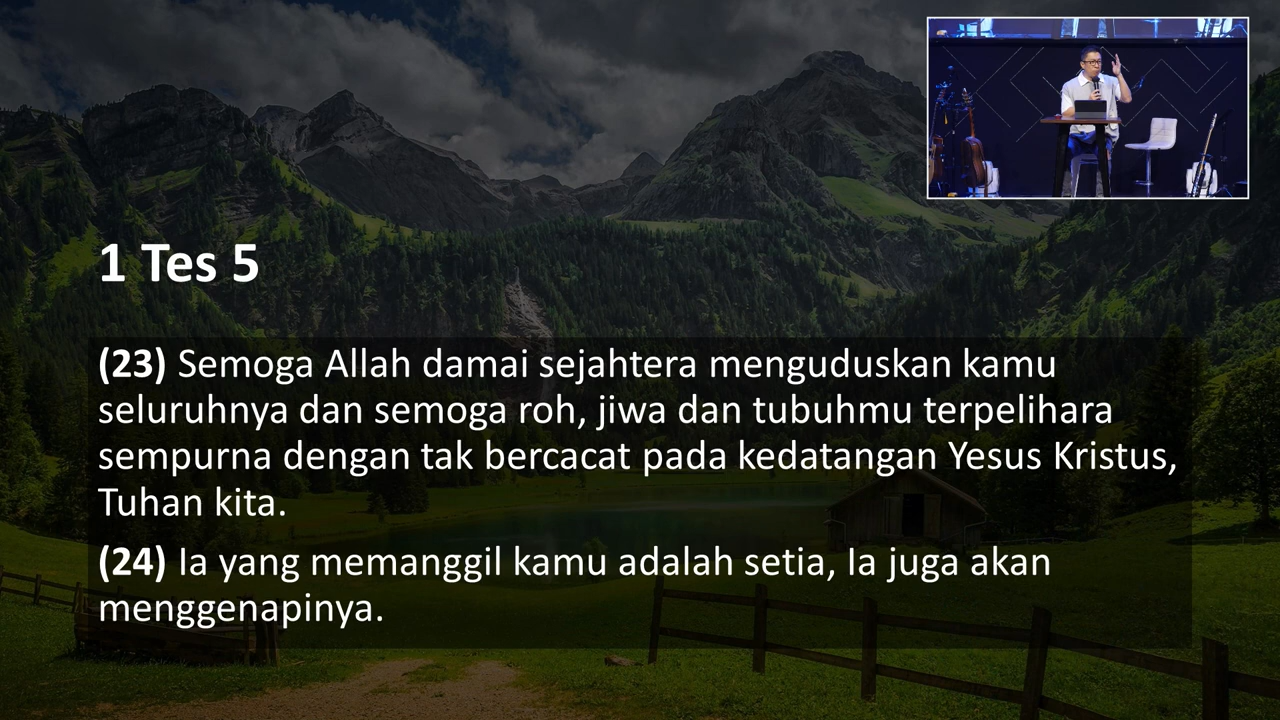 1 Tes 5
(23) Semoga Allah damai sejahtera menguduskan kamu
seluruhnya dan semoga roh, jiwa dan tubuhmu terpelihara
sempurna dengan tak bercacat pada kedatangan Yesus Kristus,
Tuhan kita.
(24) Ia yang memanggil kamu adalah setia, Ia juga akan
menggenapinya.